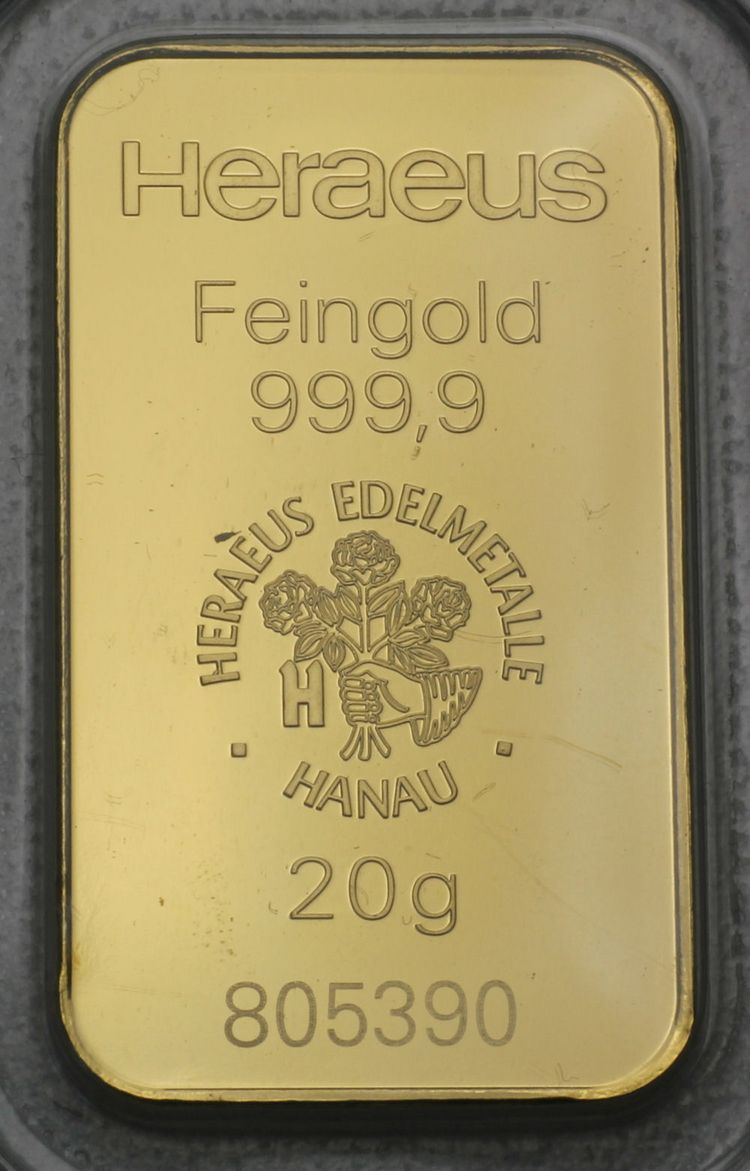 Heraeus
Feingold
999,9
HERAEUS EDELMETALLE
H
HANAU
20g
805390